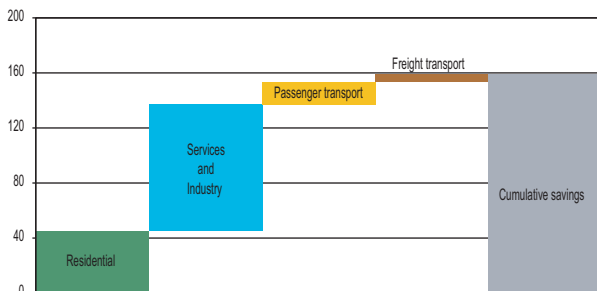 200
160
120
80
40
0
Residential
Services
and
Industry
Passenger transport
Freight transport
Cumulative savings